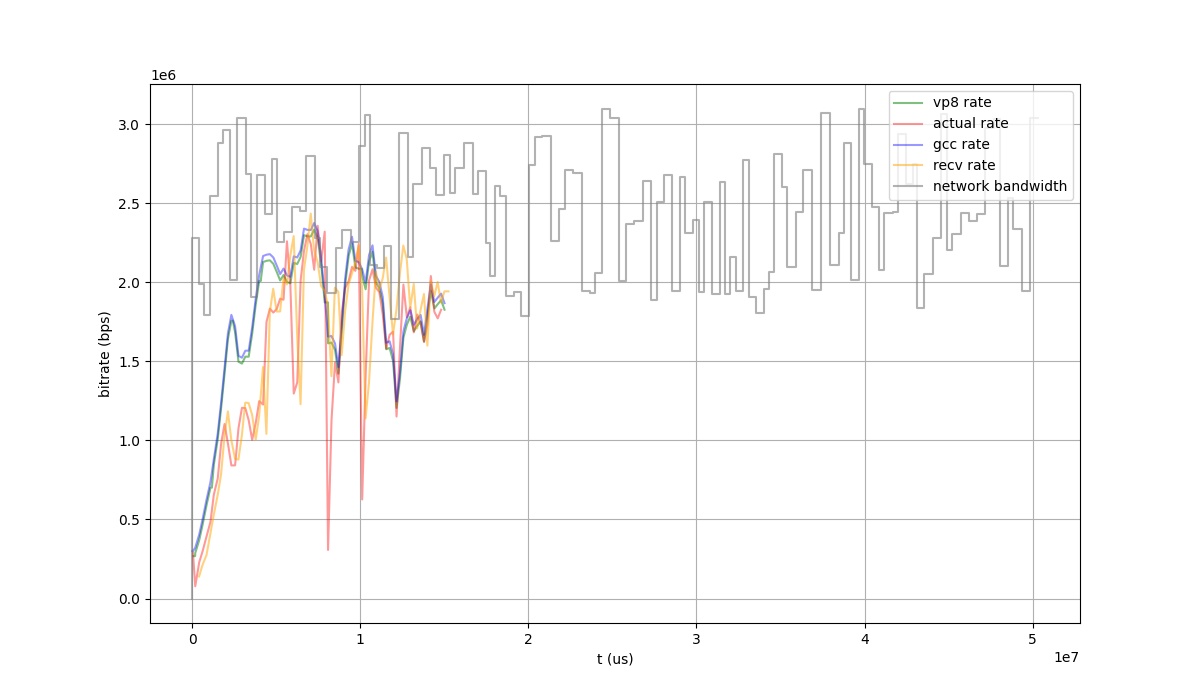 1e6
3.0
2.5
2.0
1.5
1.0
0.5
0.0
bitrate (bps)
vp8 rate
actual rate
gcc rate
recv rate
network bandwidth
0 1 2 3 4 5
t (us)
1e7